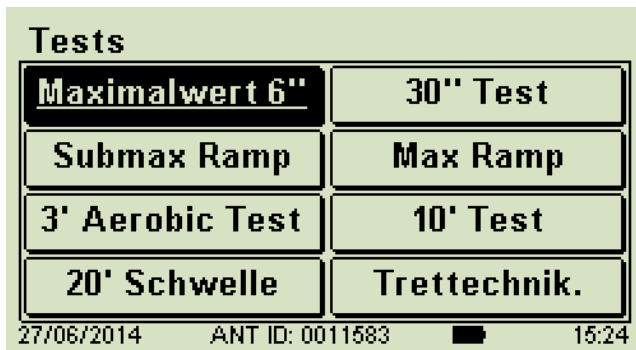 Tests
Maximalwert 6"
30" Test
Submax Ramp
Max Ramp
3' Aerobic Test
10' Test
20' Schwelle
Trettechnik.
27/06/2014 ANT ID: 0011583 15:24